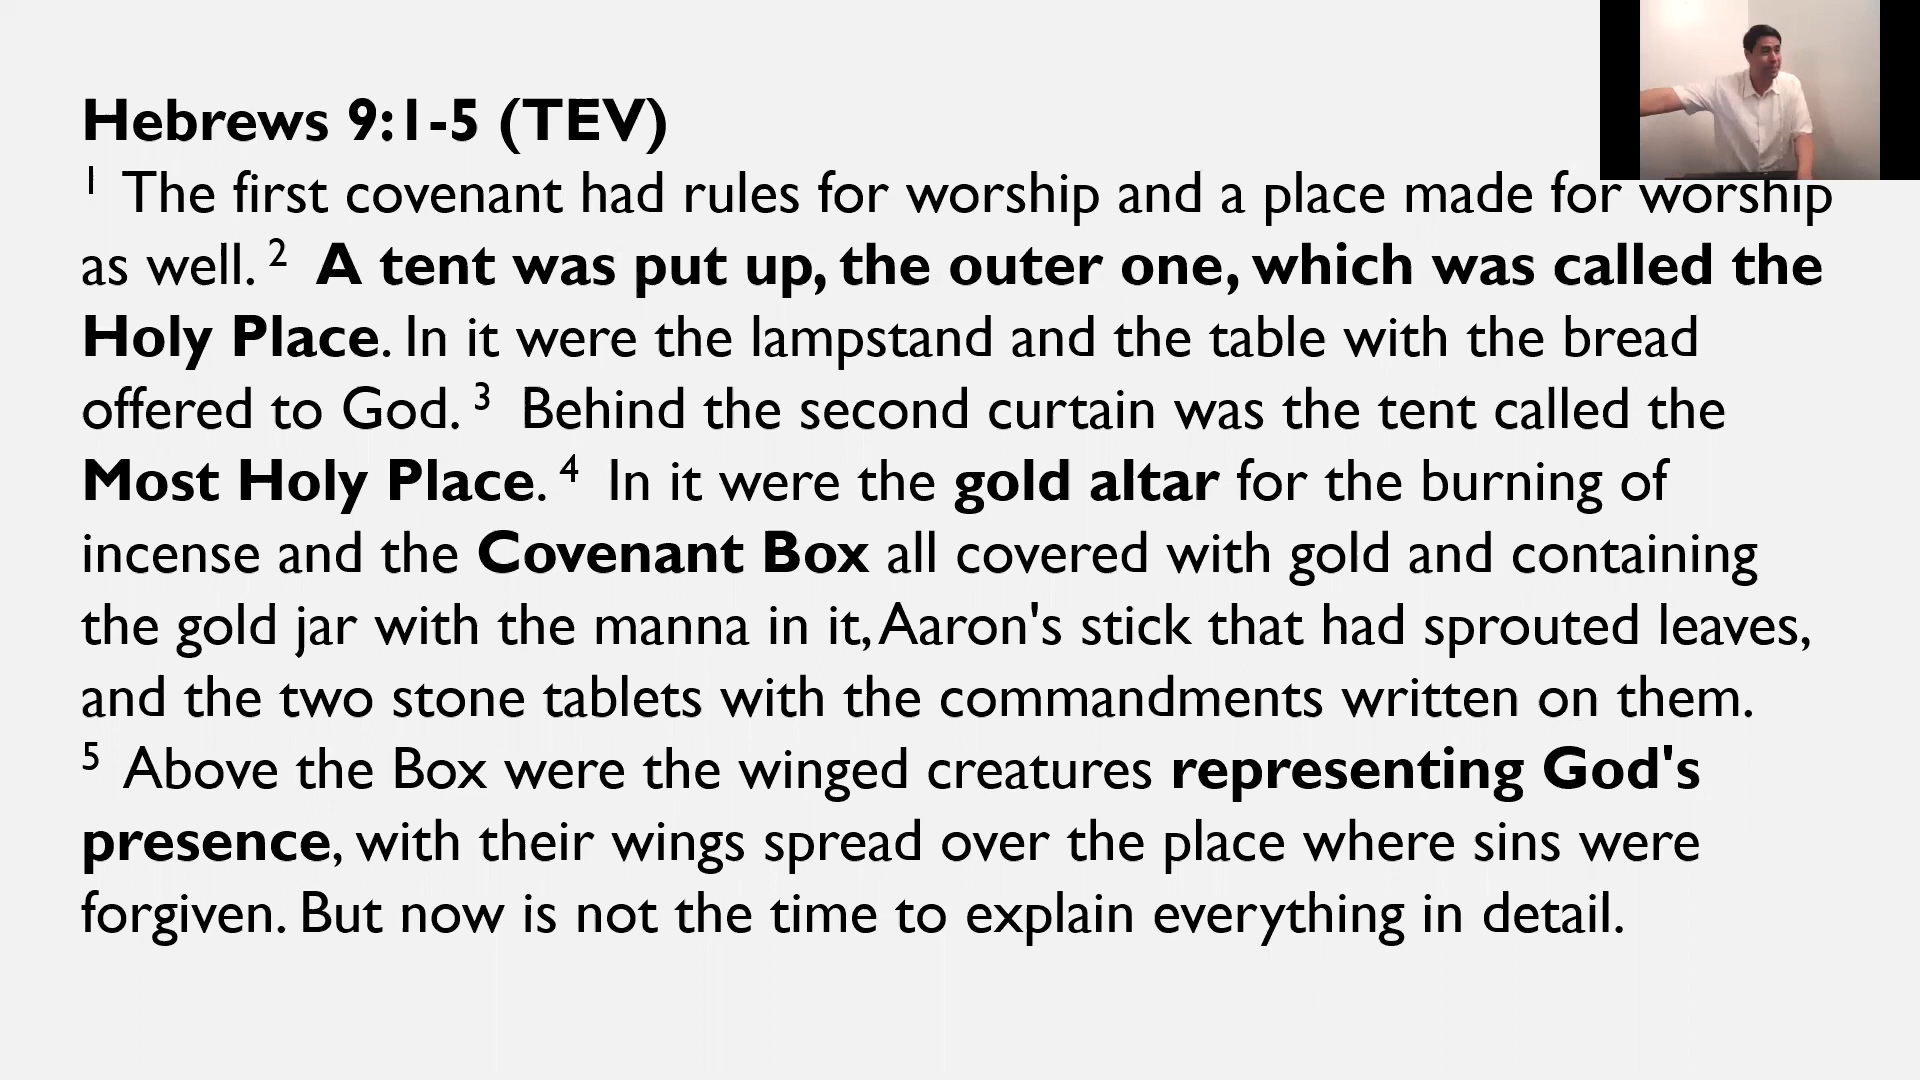 Hebrews 9:1-5 (TEV)
1 The first covenant had rules for worship and a place made for worship
as well. 2 A tent was put up, the outer one, which was called the
Holy Place. In it were the lampstand and the table with the bread
offered to God. 3 Behind the second curtain was the tent called the
Most Holy Place. 4 In it were the gold altar for the burning of
incense and the Covenant Box all covered with gold and containing
the gold jar with the manna in it, Aaron's stick that had sprouted leaves,
and the two stone tablets with the commandments written on them.
5 Above the Box were the winged creatures representing God's
presence, with their wings spread over the place where sins were
forgiven. But now is not the time to explain everything in detail.